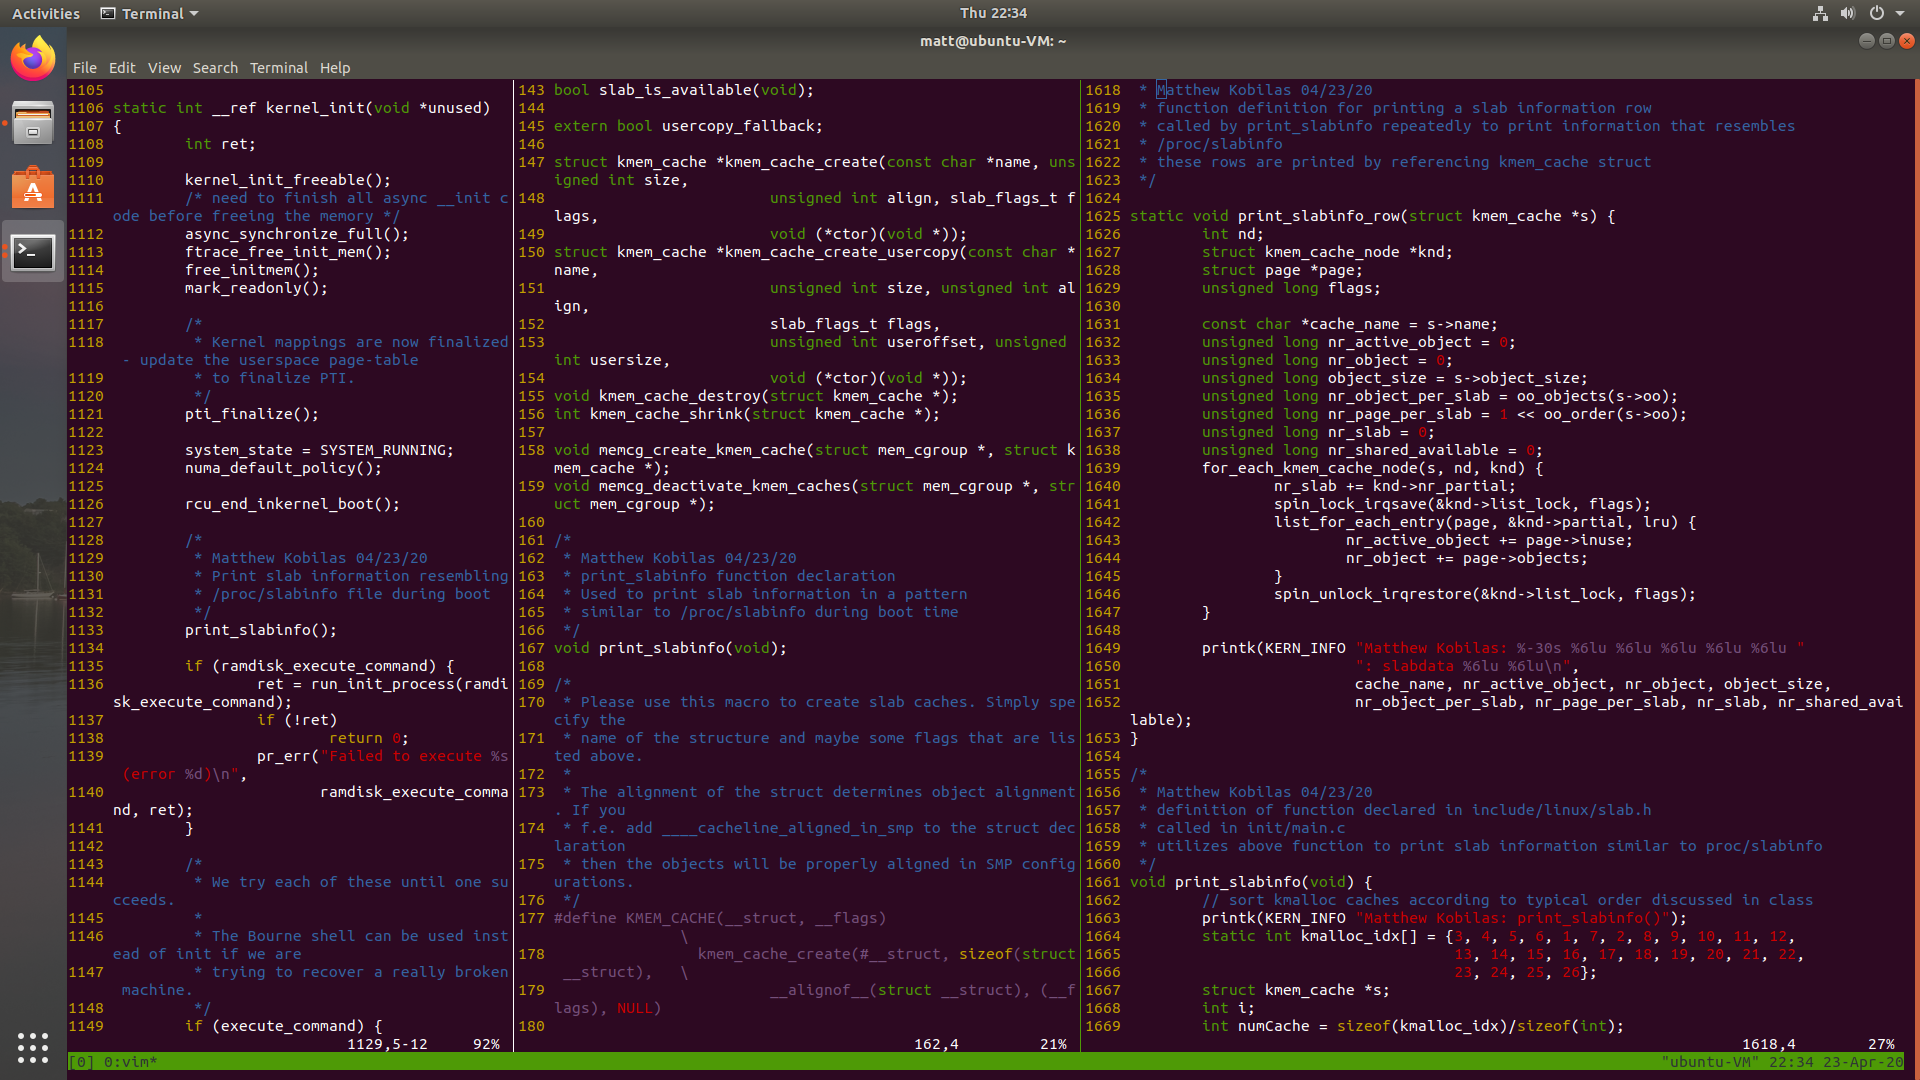 Activities
Terminal
Thu 22:34
matt@ubuntu-VM: ~
File Edit View Search Terminal Help
1105
1106 static int __ref kernel_init(void *unused)
1107 {
1108         int ret;
1109
1110         kernel_init_freeable();
1111         /* need to finish all async __init c
ode before freeing the memory */
1112         async_synchronize_full();
1113         ftrace_free_init_mem();
1114         free_initmem();
1115         mark_readonly();
1116
1117         /*
1118          * Kernel mappings are now finalized
 - update the userspace page-table
1119          * to finalize PTI.
1120          */
1121         pti_finalize();
1122
1123         system_state = SYSTEM_RUNNING;
1124         numa_default_policy();
1125
1126         rcu_end_inkernel_boot();
1127
1128         /*
1129          * Matthew Kobilas 04/23/20
1130          * Print slab information resembling
1131          * /proc/slabinfo file during boot
1132          */
1133         print_slabinfo();
1134
1135         if (ramdisk_execute_command) {
1136                 ret = run_init_process(ramdi
sk_execute_command);
1137                 if (!ret)
1138                         return 0;
1139                 pr_err("Failed to execute %s
 (error %d)\n",
1140                        ramdisk_execute_comma
nd, ret);
1141         }
1142
1143         /*
1144          * We try each of these until one su
cceeds.
1145          *
1146          * The Bourne shell can be used inst
ead of init if we are
1147          * trying to recover a really broken
 machine.
1148          */
1149         if (execute_command) {
1129,5-12     92%
143 bool slab_is_available(void);
144
145 extern bool usercopy_fallback;
146
147 struct kmem_cache *kmem_cache_create(const char *name, uns
igned int size,
148                         unsigned int align, slab_flags_t f
lags,
149                         void (*ctor)(void *));
150 struct kmem_cache *kmem_cache_create_usercopy(const char *
name,
151                         unsigned int size, unsigned int al
ign,
152                         slab_flags_t flags,
153                         unsigned int useroffset, unsigned
int usersize,
154                         void (*ctor)(void *));
155 void kmem_cache_destroy(struct kmem_cache *);
156 int kmem_cache_shrink(struct kmem_cache *);
157
158 void memcg_create_kmem_cache(struct mem_cgroup *, struct k
mem_cache *);
159 void memcg_deactivate_kmem_caches(struct mem_cgroup *, str
uct mem_cgroup *);
160
161 /*
162  * Matthew Kobilas 04/23/20
163  * print_slabinfo function declaration
164  * Used to print slab information in a pattern
165  * similar to /proc/slabinfo during boot time
166  */
167 void print_slabinfo(void);
168
169 /*
170  * Please use this macro to create slab caches. Simply spe
cify the
171  * name of the structure and maybe some flags that are lis
ted above.
172  *
173  * The alignment of the struct determines object alignment
. If you
174  * f.e. add ____cacheline_aligned_in_smp to the struct dec
laration
175  * then the objects will be properly aligned in SMP config
urations.
176  */
177 #define KMEM_CACHE(__struct, __flags)
              \
178                 kmem_cache_create(#__struct, sizeof(struct
 __struct),   \
179                         __alignof__(struct __struct), (__f
lags), NULL)
180
162,4         21%
1618  * Matthew Kobilas 04/23/20
1619  * function definition for printing a slab information row
1620  * called by print_slabinfo repeatedly to print information that resembles
1621  * /proc/slabinfo
1622  * these rows are printed by referencing kmem_cache struct
1623  */
1624
1625 static void print_slabinfo_row(struct kmem_cache *s) {
1626         int nd;
1627         struct kmem_cache_node *knd;
1628         struct page *page;
1629         unsigned long flags;
1630
1631         const char *cache_name = s->name;
1632         unsigned long nr_active_object = 0;
1633         unsigned long nr_object = 0;
1634         unsigned long object_size = s->object_size;
1635         unsigned long nr_object_per_slab = oo_objects(s->oo);
1636         unsigned long nr_page_per_slab = 1 << oo_order(s->oo);
1637         unsigned long nr_slab = 0;
1638         unsigned long nr_shared_available = 0;
1639         for_each_kmem_cache_node(s, nd, knd) {
1640                 nr_slab += knd->nr_partial;
1641                 spin_lock_irqsave(&knd->list_lock, flags);
1642                 list_for_each_entry(page, &knd->partial, lru) {
1643                         nr_active_object += page->inuse;
1644                         nr_object += page->objects;
1645                 }
1646                 spin_unlock_irqrestore(&knd->list_lock, flags);
1647         }
1648
1649         printk(KERN_INFO "Matthew Kobilas: %-30s %6lu %6lu %6lu %6lu %6lu "
1650                          ": slabdata %6lu %6lu\n",
1651                          cache_name, nr_active_object, nr_object, object_size,
1652                          nr_object_per_slab, nr_page_per_slab, nr_slab, nr_shared_avai
lable);
1653 }
1654
1655 /*
1656  * Matthew Kobilas 04/23/20
1657  * definition of function declared in include/linux/slab.h
1658  * called in init/main.c
1659  * utilizes above function to print slab information similar to proc/slabinfo
1660  */
1661 void print_slabinfo(void) {
1662         // sort kmalloc caches according to typical order discussed in class
1663         printk(KERN_INFO "Matthew Kobilas: print_slabinfo()");
1664         static int kmalloc_idx[] = {3, 4, 5, 6, 1, 7, 2, 8, 9, 10, 11, 12,
1665                                     13, 14, 15, 16, 17, 18, 19, 20, 21, 22,
1666                                     23, 24, 25, 26};
1667         struct kmem_cache *s;
1668         int i;
1669         int numCache = sizeof(kmalloc_idx)/sizeof(int);
1618,4        27%
[0] 0:vim*
"ubuntu-VM" 22:34 23-Apr-20